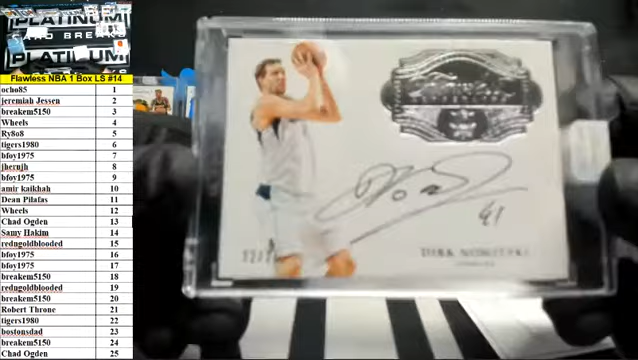 PLATINUM
CARD BREAKS
PLATINUM
Flawless NBA 1 Box LS #14
ocho85 1
jeremiah Jessen 2
breakem5150 3
Wheels 4
Ry8o8 5
tigers1980 6
bfoy1975 7
jhernjh 8
bfoy1975 9
amir kaikhah 10
Dean Pilafas 11
Wheels 12
Chad Ogden 13
Samy Hakim 14
redngoldblooded 15
bfoy1975 16
bfoy1975 17
breakem5150 18
redngoldblooded 19
breakem5150 20
Robert Throne 21
tigers1980 22
bostonsdad 23
breakem5150 24
Chad Ogden 25
Flawless
41
DIRK NOWITZKI